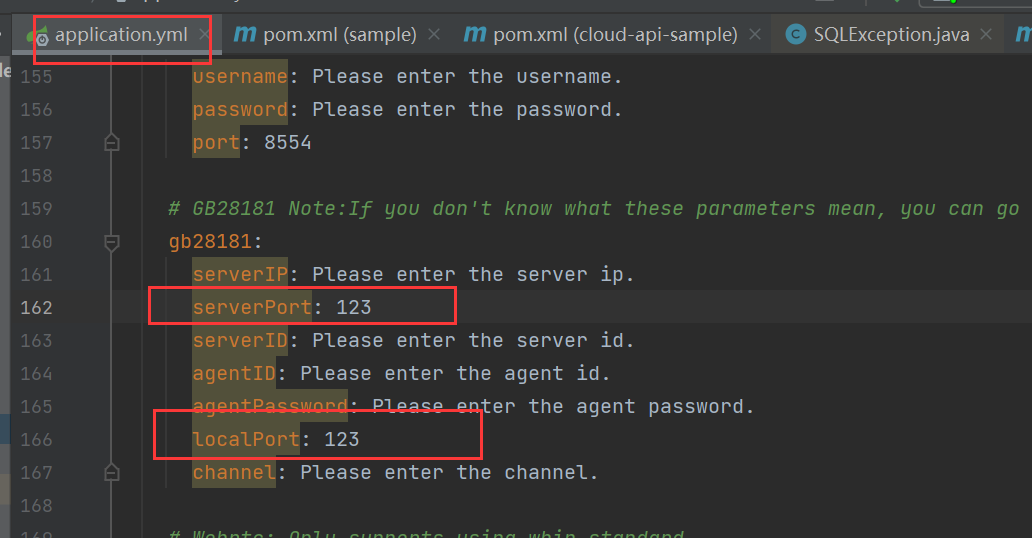 application.yml
pom.xml (sample)
pom.xml (cloud-api-sample)
SQLException.java
155 username: Please enter the username.
156 password: Please enter the password.
157 port: 8554
158
159 # GB28181 Note:If you don't know what these parameters mean, you can go
160 gb28181:
161 serverIP: Please enter the server ip.
162 serverPort: 123
163 serverID: Please enter the server id.
164 agentID: Please enter the agent id.
165 agentPassword: Please enter the agent password.
166 localPort: 123
167 channel: Please enter the channel.
168